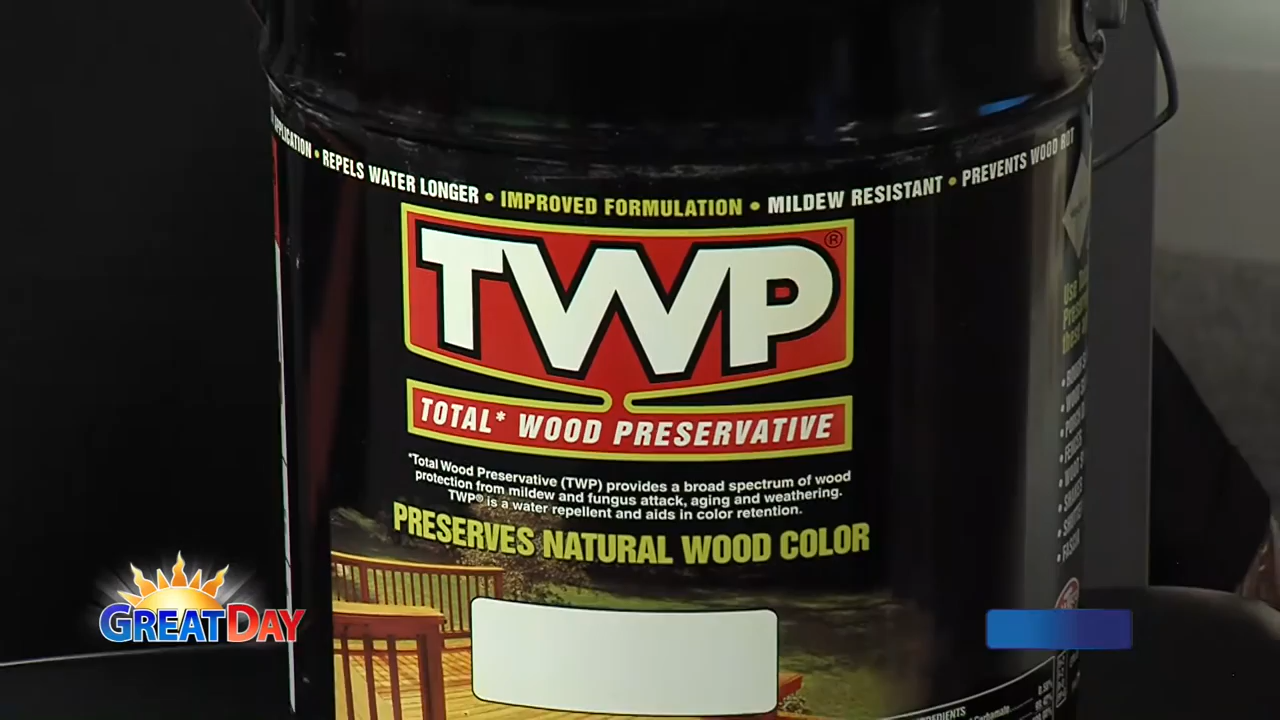 APPLICATION • REPELS WATER LONGER • IMPROVED FORMULATION • MILDEW RESISTANT • PREVENTS WOOD ROT
TWP®
TOTAL* WOOD PRESERVATIVE
*Total Wood Preservative (TWP) provides a broad spectrum of wood
protection from mildew and fungus attack, aging and weathering.
TWP® is a water repellent and aids in color retention.
PRESERVES NATURAL WOOD COLOR
GREAT DAY